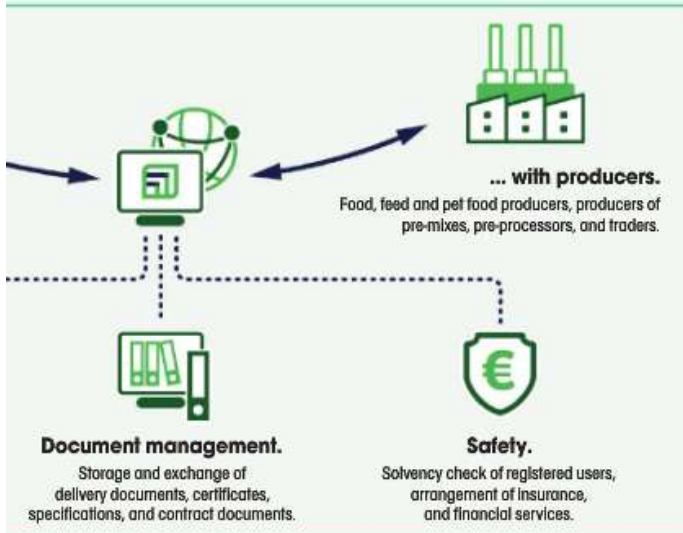 ... with producers.
Food, feed and pet food producers, producers of
pre-mixes, pre-processors, and traders.
€
Document management.
Storage and exchange of
delivery documents, certificates,
specifications, and contract documents.
Safety.
Solvency check of registered users,
arrangement of insurance,
and financial services.